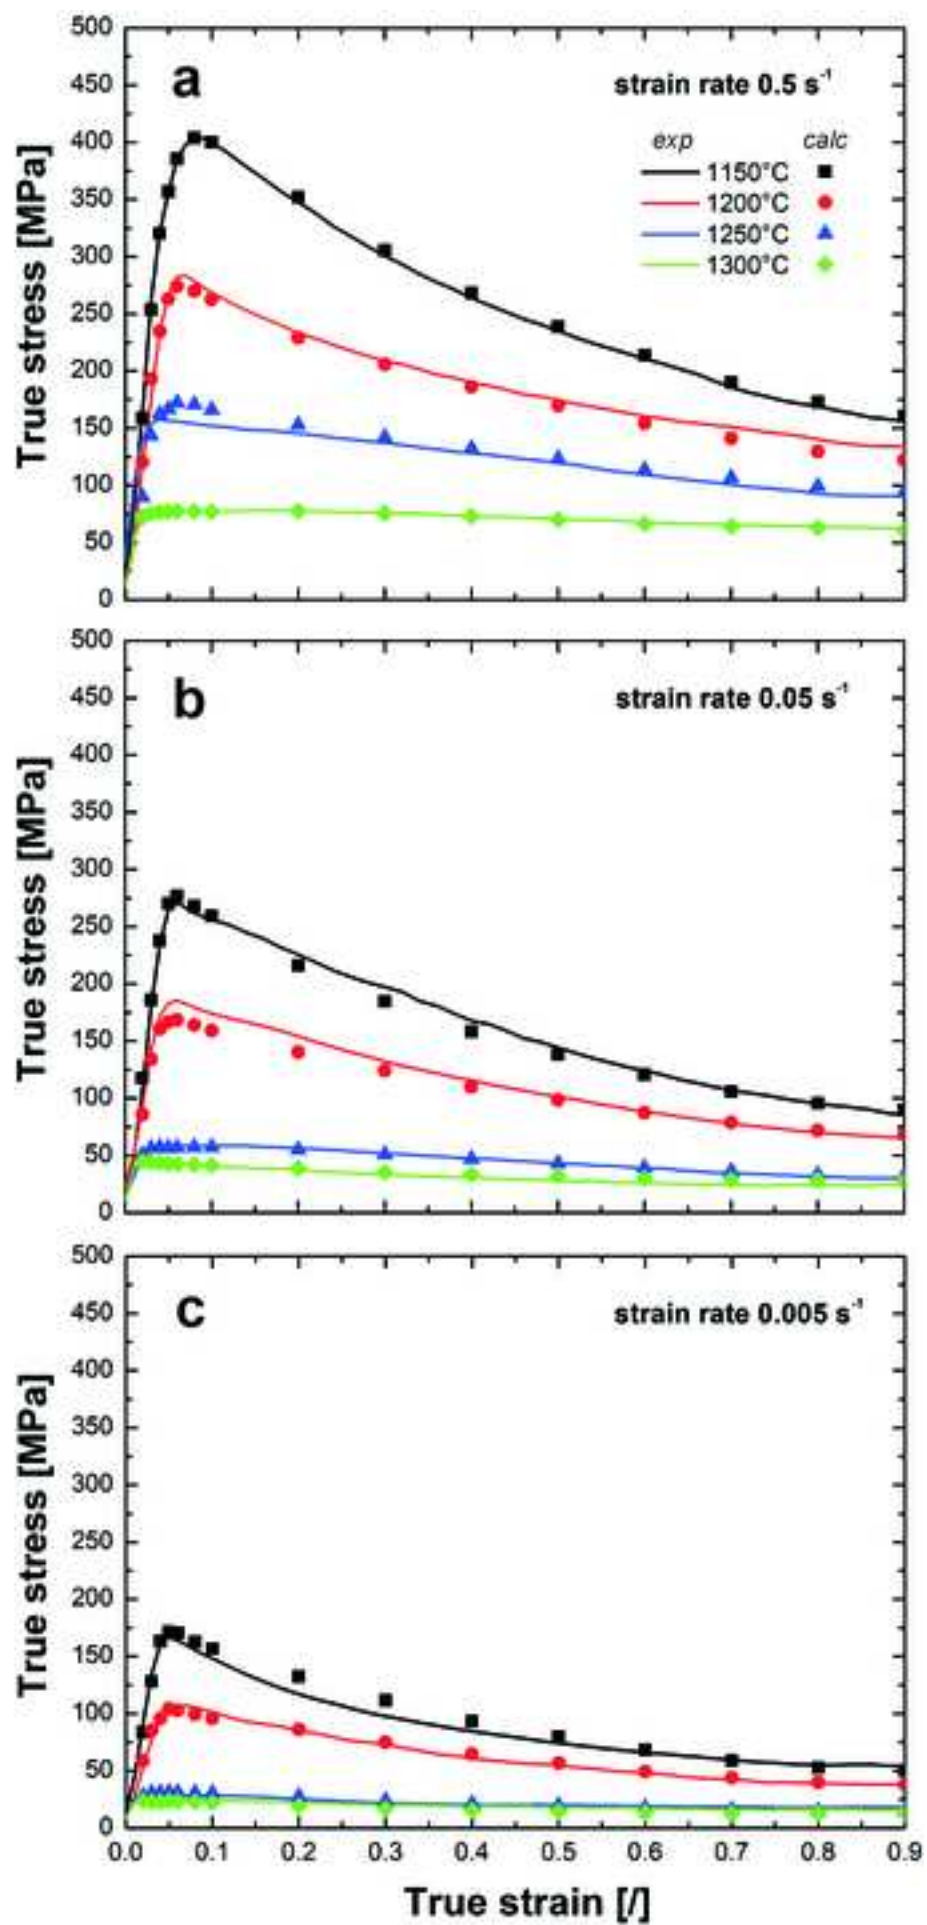 500
450
400
350
300
250
200
150
100
50
0
True stress [MPa]
a
strain rate 0.5 s⁻¹
exp calc
1150°C
1200°C
1250°C
1300°C
500
450
400
350
300
250
200
150
100
50
0
True stress [MPa]
b
strain rate 0.05 s⁻¹
500
450
400
350
300
250
200
150
100
50
0
True stress [MPa]
c
strain rate 0.005 s⁻¹
0.0 0.1 0.2 0.3 0.4 0.5 0.6 0.7 0.8 0.9
True strain [/]